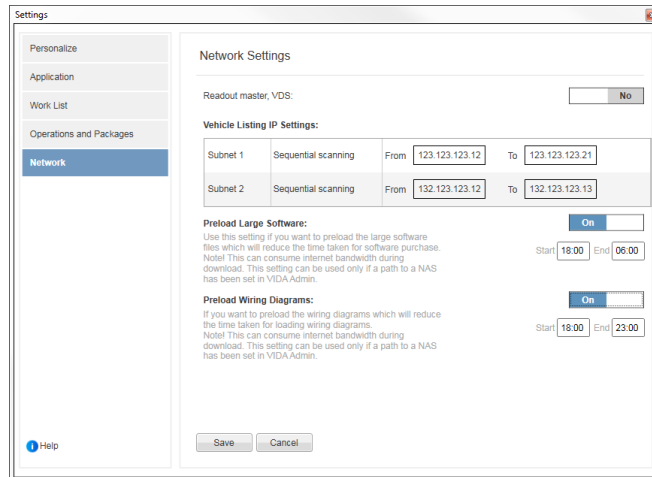 Settings
Personalize
Application
Work List
Operations and Packages
Network
Help
Network Settings
Readout master, VDS: No
Vehicle Listing IP Settings:
Subnet 1 Sequential scanning From 123.123.123.12 To 123.123.123.21
Subnet 2 Sequential scanning From 132.123.123.12 To 132.123.123.13
Preload Large Software: On
Use this setting if you want to preload the large software
files which will reduce the time taken for software purchase.
Note! This can consume internet bandwidth during
download. This setting can be used only if a path to a NAS
has been set in VIDA Admin.
Start 18:00 End 06:00
Preload Wiring Diagrams: On
If you want to preload the wiring diagrams which will reduce
the time taken for loading wiring diagrams.
Note! This can consume internet bandwidth during
download. This setting can be used only if a path to a NAS
has been set in VIDA Admin.
Start 18:00 End 23:00
Save Cancel